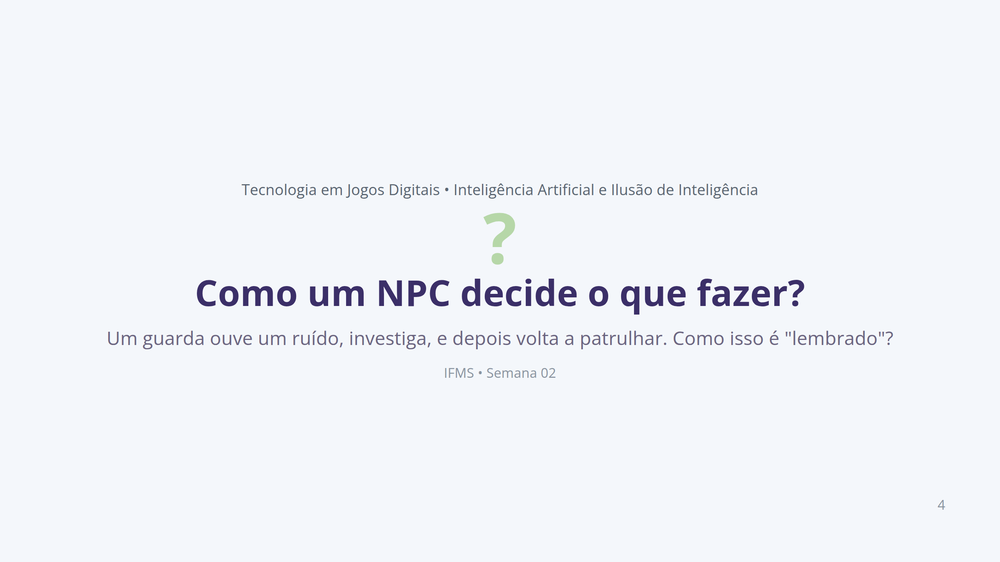 Tecnologia em Jogos Digitais • Inteligência Artificial e Ilusão de Inteligência
?
Como um NPC decide o que fazer?
Um guarda ouve um ruído, investiga, e depois volta a patrulhar. Como isso é "lembrado"?
IFMS • Semana 02
4